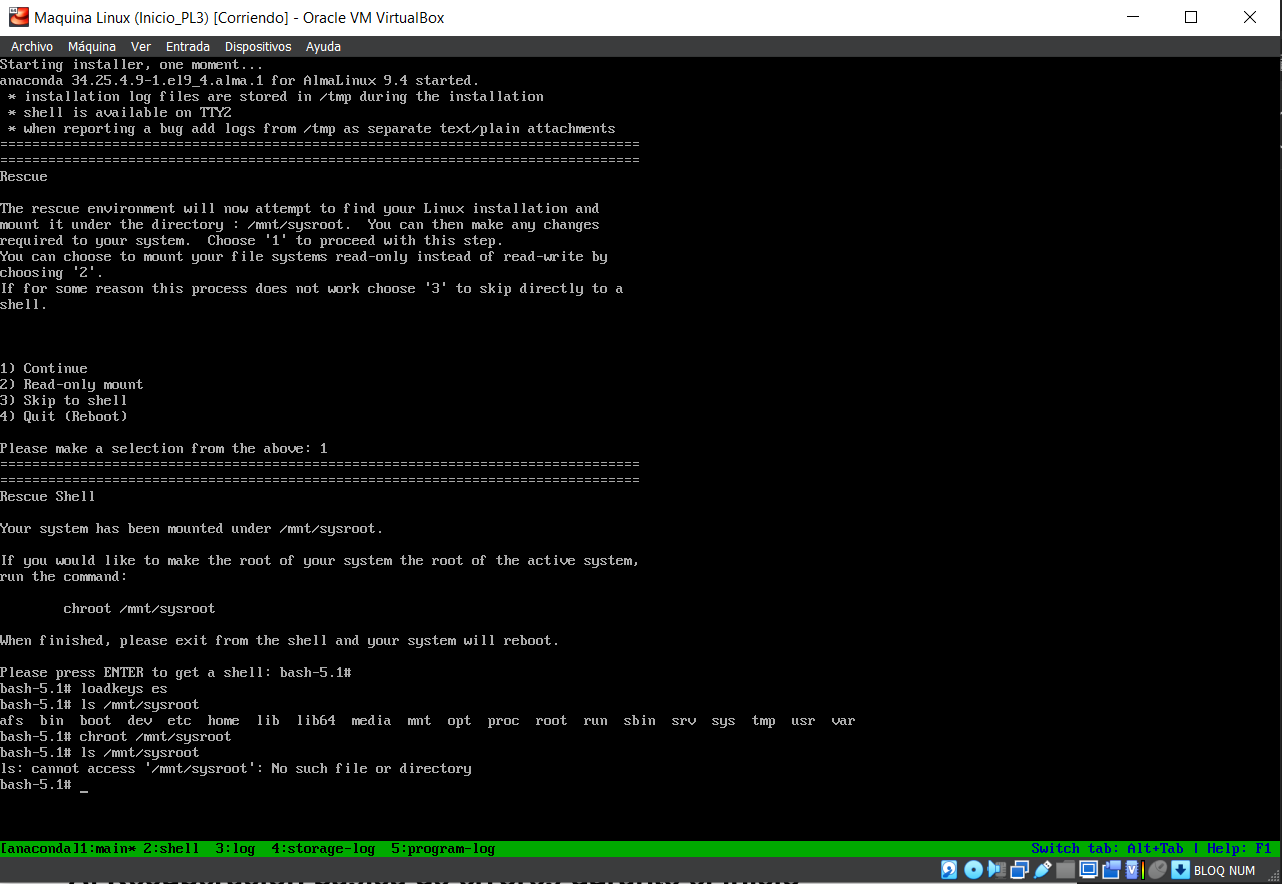 Maquina Linux (Inicio_PL3) [Corriendo] - Oracle VM VirtualBox
Archivo Máquina Ver Entrada Dispositivos Ayuda
Starting installer, one moment...
anaconda 34.25.4.9-1.el9_4.alma.1 for AlmaLinux 9.4 started.
* installation log files are stored in /tmp during the installation
* shell is available on TTY2
* when reporting a bug add logs from /tmp as separate text/plain attachments
================================================================================
================================================================================
Rescue
The rescue environment will now attempt to find your Linux installation and
mount it under the directory : /mnt/sysroot.  You can then make any changes
required to your system.  Choose '1' to proceed with this step.
You can choose to mount your file systems read-only instead of read-write by
choosing '2'.
If for some reason this process does not work choose '3' to skip directly to a
shell.
1) Continue
2) Read-only mount
3) Skip to shell
4) Quit (Reboot)
Please make a selection from the above: 1
================================================================================
================================================================================
Rescue Shell
Your system has been mounted under /mnt/sysroot.
If you would like to make the root of your system the root of the active system,
run the command:
chroot /mnt/sysroot
When finished, please exit from the shell and your system will reboot.
Please press ENTER to get a shell: bash-5.1#
bash-5.1# loadkeys es
bash-5.1# ls /mnt/sysroot
afs  bin  boot  dev  etc  home  lib  lib64  media  mnt  opt  proc  root  run  sbin  srv  sys  tmp  usr  var
bash-5.1# chroot /mnt/sysroot
bash-5.1# ls /mnt/sysroot
ls: cannot access '/mnt/sysroot': No such file or directory
bash-5.1# _
[anaconda]1:main* 2:shell  3:log  4:storage-log  5:program-log Switch tab: Alt+Tab | Help: F1
BLOQ NUM